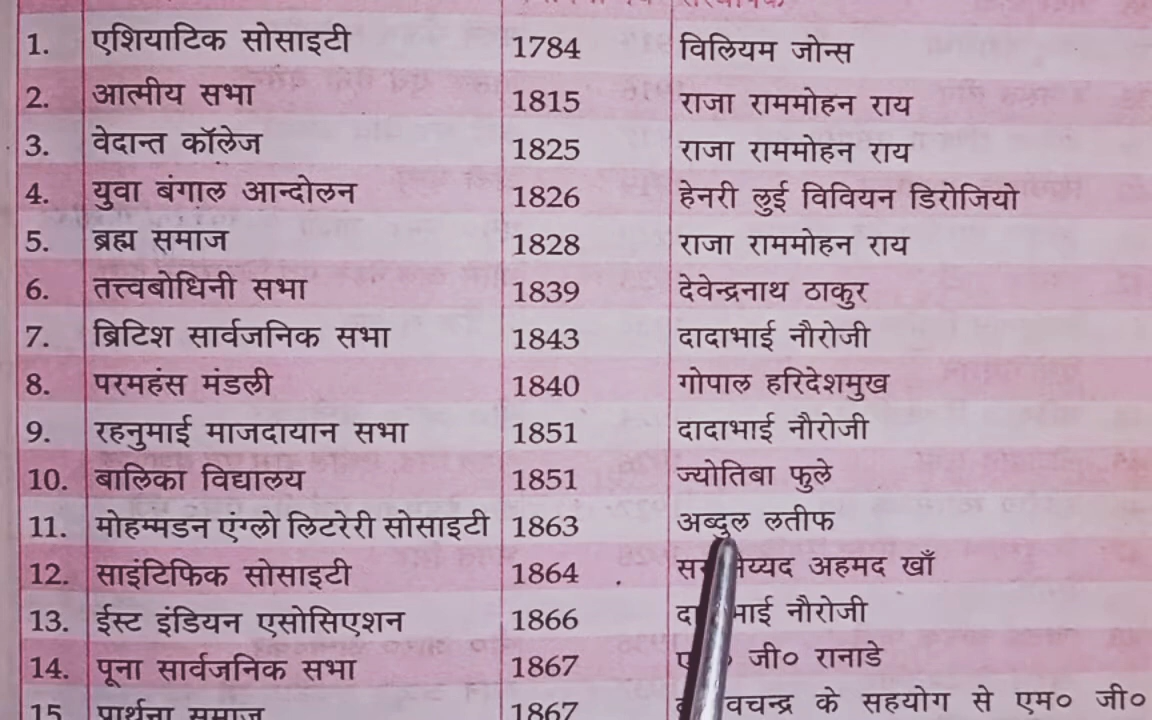 1. एशियाटिक सोसाइटी 1784 विलियम जोन्स
2. आत्मीय सभा 1815 राजा राममोहन राय
3. वेदान्त कॉलेज 1825 राजा राममोहन राय
4. युवा बंगाल आन्दोलन 1826 हेनरी लुई विवियन डिरोजियो
5. ब्रह्म समाज 1828 राजा राममोहन राय
6. तत्त्वबोधिनी सभा 1839 देवेन्द्रनाथ ठाकुर
7. ब्रिटिश सार्वजनिक सभा 1843 दादाभाई नौरोजी
8. परमहंस मंडली 1840 गोपाल हरिदेशमुख
9. रहनुमाई माजदायान सभा 1851 दादाभाई नौरोजी
10. बालिका विद्यालय 1851 ज्योतिबा फुले
11. मोहम्मडन एंग्लो लिटरेरी सोसाइटी 1863 अब्दुल लतीफ
12. साइंटिफिक सोसाइटी 1864 अहमद खाँ
13. ईस्ट इंडियन एसोसिएशन 1866 नौरोजी
14. पूना सार्वजनिक सभा 1867 जी० रानाडे
15 प्रार्थना समाज 1867 के सहयोग से एम० जी०